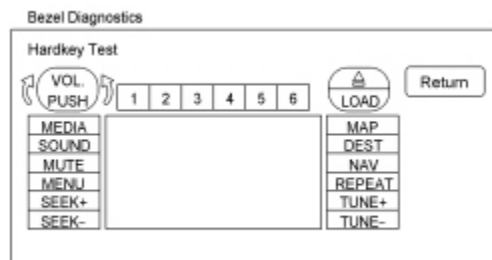 Bezel Diagnostics
Hardkey Test
VOL.
PUSH
1 2 3 4 5 6
LOAD
Return
MEDIA
SOUND
MUTE
MENU
SEEK+
SEEK–
MAP
DEST
NAV
REPEAT
TUNE+
TUNE–